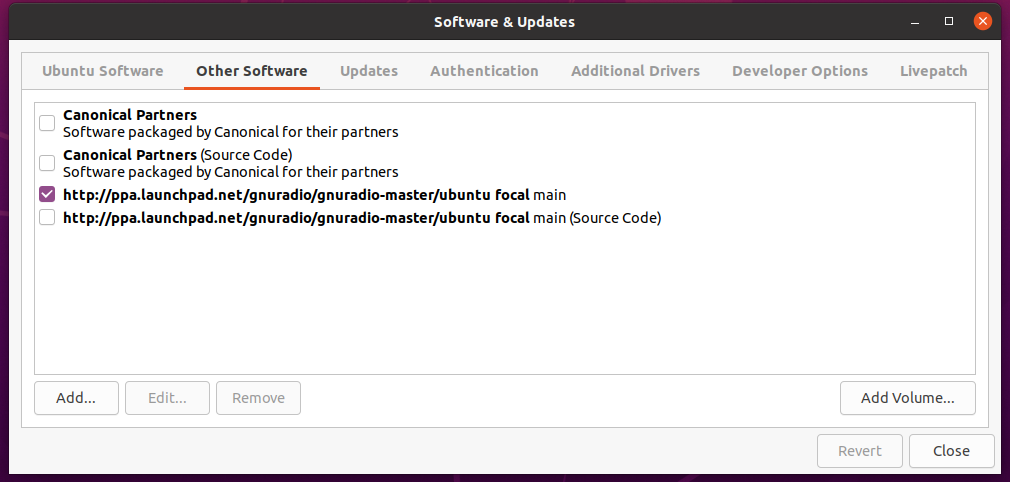 Software & Updates
Ubuntu Software
Other Software
Updates
Authentication
Additional Drivers
Developer Options
Livepatch
Canonical Partners
Software packaged by Canonical for their partners
Canonical Partners (Source Code)
Software packaged by Canonical for their partners
http://ppa.launchpad.net/gnuradio/gnuradio-master/ubuntu focal main
http://ppa.launchpad.net/gnuradio/gnuradio-master/ubuntu focal main (Source Code)
Add...
Edit...
Remove
Add Volume...
Revert
Close